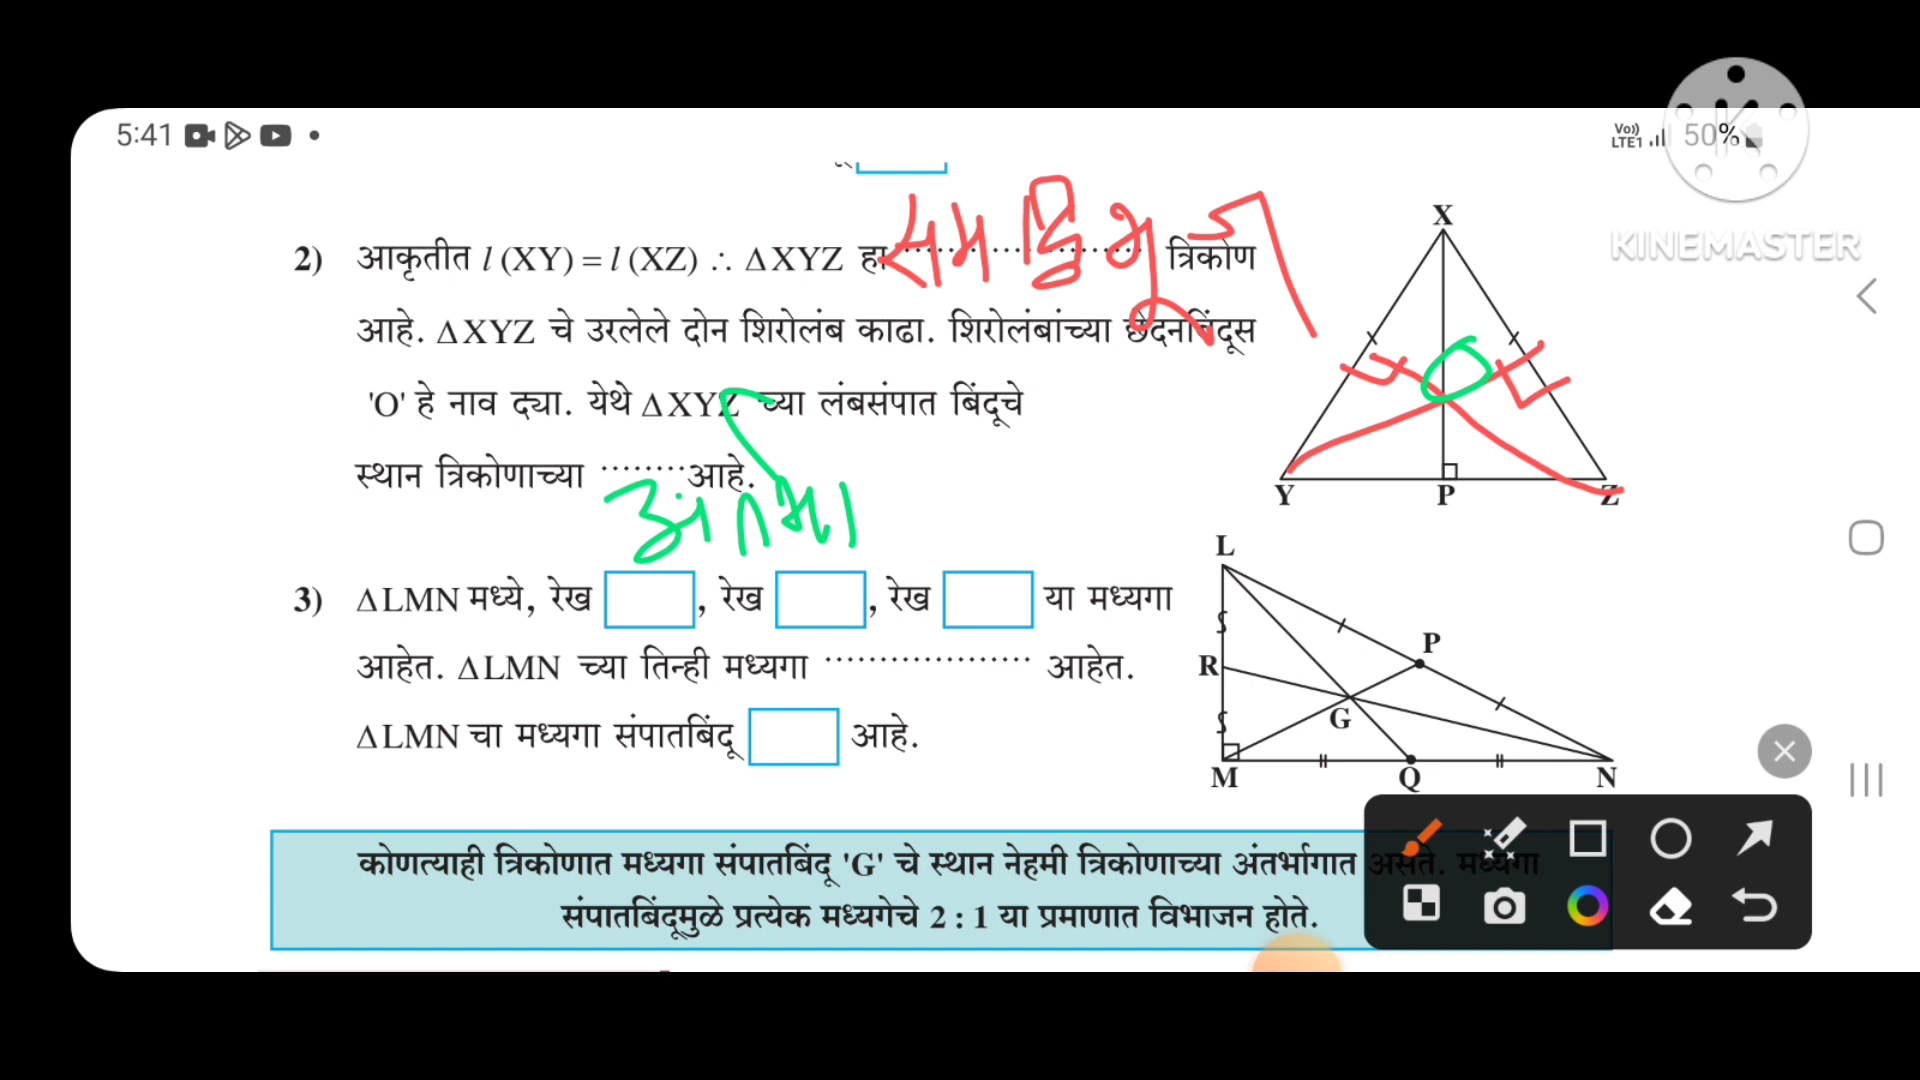 5:41
Vo)) LTE1 50%
KINEMASTER
2) आकृतीत l (XY) = l (XZ) ∴ ΔXYZ हा समद्विभुज त्रिकोण
आहे. ΔXYZ चे उरलेले दोन शिरोलंब काढा. शिरोलंबांच्या छेदनबिंदूस
'O' हे नाव द्या. येथे ΔXYZ च्या लंबसंपात बिंदूचे
स्थान त्रिकोणाच्या ........ आहे.
X
Y P Z
3) ΔLMN मध्ये, रेख , रेख , रेख या मध्यगा
आहेत. ΔLMN च्या तिन्ही मध्यगा ................... आहेत.
ΔLMN चा मध्यगा संपातबिंदू आहे.
L
P
R
G
M Q N
कोणत्याही त्रिकोणात मध्यगा संपातबिंदू 'G' चे स्थान नेहमी त्रिकोणाच्या अंतर्भागात असते. मध्यगा
संपातबिंदूमुळे प्रत्येक मध्यगेचे 2 : 1 या प्रमाणात विभाजन होते.